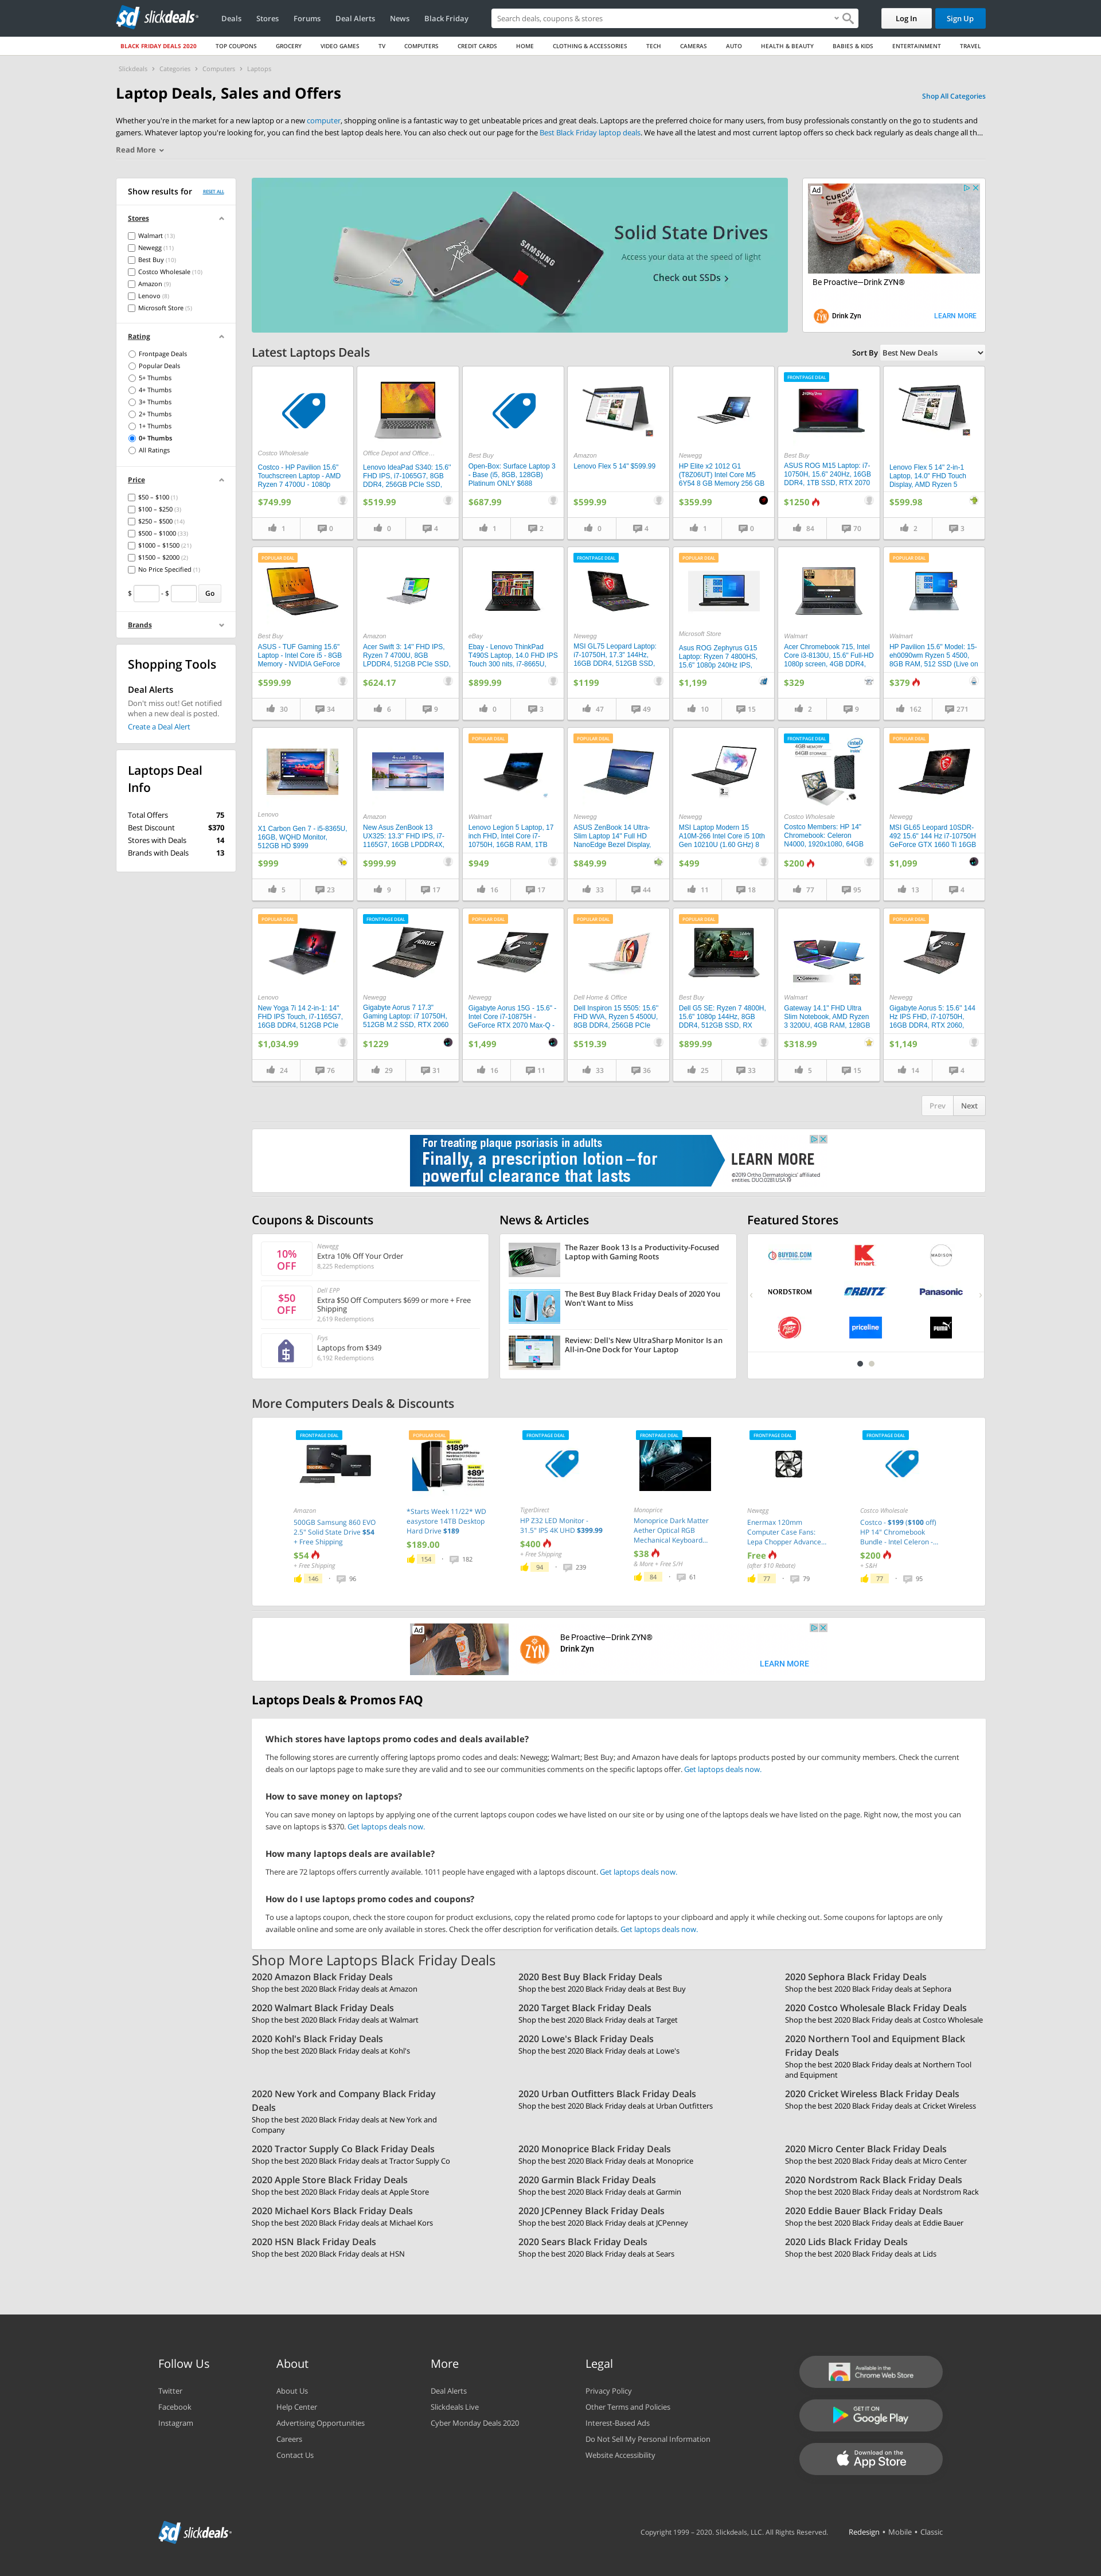 sd slickdeals
Deals
Stores
Forums
Deal Alerts
News
Black Friday
Search deals, coupons & stores
Log In
Sign Up
BLACK FRIDAY DEALS 2020
TOP COUPONS
GROCERY
VIDEO GAMES
TV
COMPUTERS
CREDIT CARDS
HOME
CLOTHING & ACCESSORIES
TECH
CAMERAS
AUTO
HEALTH & BEAUTY
BABIES & KIDS
ENTERTAINMENT
TRAVEL
Slickdeals > Categories > Computers > Laptops
Laptop Deals, Sales and Offers
Shop All Categories
Whether you're in the market for a new laptop or a new computer, shopping online is a fantastic way to get unbeatable prices and great deals. Laptops are the preferred choice for many users, from busy professionals constantly on the go to students and
gamers. Whatever laptop you're looking for, you can find the best laptop deals here. You can also check out our page for the Best Black Friday laptop deals. We have all the latest and most current laptop offers so check back regularly as deals change all th...
Read More
Show results for
RESET ALL
Stores
Walmart (13)
Newegg (11)
Best Buy (10)
Costco Wholesale (10)
Amazon (9)
Lenovo (8)
Microsoft Store (5)
Rating
Frontpage Deals
Popular Deals
5+ Thumbs
4+ Thumbs
3+ Thumbs
2+ Thumbs
1+ Thumbs
0+ Thumbs
All Ratings
Price
$50 – $100 (1)
$100 – $250 (3)
$250 – $500 (14)
$500 – $1000 (33)
$1000 – $1500 (21)
$1500 – $2000 (2)
No Price Specified (1)
$ - $ Go
Brands
Shopping Tools
Deal Alerts
Don't miss out! Get notified
when a new deal is posted.
Create a Deal Alert
Laptops Deal
Info
Total Offers 75
Best Discount $370
Stores with Deals 14
Brands with Deals 13
SAMSUNG
Solid State Drives
Access your data at the speed of light
Check out SSDs
Ad
Be Proactive—Drink ZYN®
ZYN
Drink Zyn
LEARN MORE
Latest Laptops Deals
Sort By Best New Deals
Costco Wholesale
Costco - HP Pavilion 15.6"
Touchscreen Laptop - AMD
Ryzen 7 4700U - 1080p
$749.99
1 0
Office Depot and Office...
Lenovo IdeaPad S340: 15.6"
FHD IPS, i7-1065G7, 8GB
DDR4, 256GB PCIe SSD,
$519.99
0 4
Best Buy
Open-Box: Surface Laptop 3
- Base (i5, 8GB, 128GB)
Platinum ONLY $688
$687.99
1 2
Amazon
Lenovo Flex 5 14" $599.99
$599.99
0 4
Newegg
HP Elite x2 1012 G1
(T8Z06UT) Intel Core M5
6Y54 8 GB Memory 256 GB
$359.99
1 0
FRONTPAGE DEAL
Best Buy
ASUS ROG M15 Laptop: i7-
10750H, 15.6" 240Hz, 16GB
DDR4, 1TB SSD, RTX 2070
$1250
84 70
Lenovo Flex 5 14" 2-in-1
Laptop, 14.0" FHD Touch
Display, AMD Ryzen 5
$599.98
2 3
POPULAR DEAL
Best Buy
ASUS - TUF Gaming 15.6"
Laptop - Intel Core i5 - 8GB
Memory - NVIDIA GeForce
$599.99
30 34
Amazon
Acer Swift 3: 14" FHD IPS,
Ryzen 7 4700U, 8GB
LPDDR4, 512GB PCIe SSD,
$624.17
6 9
eBay
Ebay - Lenovo ThinkPad
T490S Laptop, 14.0 FHD IPS
Touch 300 nits, i7-8665U,
$899.99
0 3
FRONTPAGE DEAL
Newegg
MSI GL75 Leopard Laptop:
i7-10750H, 17.3" 144Hz,
16GB DDR4, 512GB SSD,
$1199
47 49
POPULAR DEAL
Microsoft Store
Asus ROG Zephyrus G15
Laptop: Ryzen 7 4800HS,
15.6" 1080p 240Hz IPS,
$1,199
10 15
Walmart
Acer Chromebook 715, Intel
Core i3-8130U, 15.6" Full-HD
1080p screen, 4GB DDR4,
$329
2 9
POPULAR DEAL
Walmart
HP Pavilion 15.6" Model: 15-
eh0090wm Ryzen 5 4500,
8GB RAM, 512 SSD (Live on
$379
162 271
Lenovo
X1 Carbon Gen 7 - i5-8365U,
16GB, WQHD Monitor,
512GB HD $999
$999
5 23
Amazon
New Asus ZenBook 13
UX325: 13.3" FHD IPS, i7-
1165G7, 16GB LPDDR4X,
$999.99
9 17
POPULAR DEAL
Walmart
Lenovo Legion 5 Laptop, 17
inch FHD, Intel Core i7-
10750H, 16GB RAM, 1TB
$949
16 17
POPULAR DEAL
Newegg
ASUS ZenBook 14 Ultra-
Slim Laptop 14" Full HD
NanoEdge Bezel Display,
$849.99
33 44
Newegg
MSI Laptop Modern 15
A10M-266 Intel Core i5 10th
Gen 10210U (1.60 GHz) 8
$499
11 18
FRONTPAGE DEAL
4GB MEMORY
64GB STORAGE
Costco Wholesale
Costco Members: HP 14"
Chromebook: Celeron
N4000, 1920x1080, 64GB
$200
77 95
POPULAR DEAL
Newegg
MSI GL65 Leopard 10SDR-
492 15.6" 144 Hz i7-10750H
GeForce GTX 1660 Ti 16GB
$1,099
13 4
POPULAR DEAL
Lenovo
New Yoga 7i 14 2-in-1: 14"
FHD IPS Touch, i7-1165G7,
16GB DDR4, 512GB PCIe
$1,034.99
24 76
FRONTPAGE DEAL
AORUS
Newegg
Gigabyte Aorus 7 17.3"
Gaming Laptop: i7 10750H,
512GB M.2 SSD, RTX 2060
$1229
29 31
POPULAR DEAL
Newegg
Gigabyte Aorus 15G - 15.6" -
Intel Core i7-10875H -
GeForce RTX 2070 Max-Q -
$1,499
16 11
POPULAR DEAL
Dell Home & Office
Dell Inspiron 15 5505: 15.6"
FHD WVA, Ryzen 5 4500U,
8GB DDR4, 256GB PCIe
$519.39
33 36
POPULAR DEAL
Best Buy
Dell G5 SE: Ryzen 7 4800H,
15.6" 1080p 144Hz, 8GB
DDR4, 512GB SSD, RX
$899.99
25 33
Walmart
Gateway 14.1" FHD Ultra
Slim Notebook, AMD Ryzen
3 3200U, 4GB RAM, 128GB
$318.99
5 15
POPULAR DEAL
Newegg
Gigabyte Aorus 5: 15.6" 144
Hz IPS FHD, i7-10750H,
16GB DDR4, RTX 2060,
$1,149
14 4
Prev Next
For treating plaque psoriasis in adults
Finally, a prescription lotion – for
powerful clearance that lasts
LEARN MORE
©2019 Ortho Dermatologics' affiliated
entities. DUO.0281.USA.19
Coupons & Discounts
10%
OFF
Newegg
Extra 10% Off Your Order
8,225 Redemptions
$50
OFF
Dell EPP
Extra $50 Off Computers $699 or more + Free
Shipping
2,619 Redemptions
Frys
Laptops from $349
6,192 Redemptions
News & Articles
The Razer Book 13 Is a Productivity-Focused
Laptop with Gaming Roots
The Best Buy Black Friday Deals of 2020 You
Won't Want to Miss
Review: Dell's New UltraSharp Monitor Is an
All-in-One Dock for Your Laptop
Featured Stores
BUYDIG.COM
kmart
MADISON
NORDSTROM
ORBITZ
Panasonic
priceline
PUMA
More Computers Deals & Discounts
FRONTPAGE DEAL
Amazon
500GB Samsung 860 EVO
2.5" Solid State Drive $54
+ Free Shipping
$54
+ Free Shipping
146 · 96
POPULAR DEAL
*Starts Week 11/22* WD
easystore 14TB Desktop
Hard Drive $189
$189.00
154 · 182
FRONTPAGE DEAL
TigerDirect
HP Z32 LED Monitor -
31.5" IPS 4K UHD $399.99
$400
+ Free Shipping
94 · 239
FRONTPAGE DEAL
Monoprice
Monoprice Dark Matter
Aether Optical RGB
Mechanical Keyboard...
$38
& More + Free S/H
84 · 61
FRONTPAGE DEAL
Newegg
Enermax 120mm
Computer Case Fans:
Lepa Chopper Advance...
Free
(after $10 Rebate)
77 · 79
FRONTPAGE DEAL
Costco Wholesale
Costco - $199 ($100 off)
HP 14" Chromebook
Bundle - Intel Celeron -...
$200
+ S&H
77 · 95
Ad
ZYN
Be Proactive—Drink ZYN®
Drink Zyn
LEARN MORE
Laptops Deals & Promos FAQ
Which stores have laptops promo codes and deals available?
The following stores are currently offering laptops promo codes and deals: Newegg; Walmart; Best Buy; and Amazon have deals for laptops products posted by our community members. Check the current
deals on our laptops page to make sure they are valid and to see our communities comments on the specific laptops offer. Get laptops deals now.
How to save money on laptops?
You can save money on laptops by applying one of the current laptops coupon codes we have listed on our site or by using one of the laptops deals we have listed on the page. Right now, the most you can
save on laptops is $370. Get laptops deals now.
How many laptops deals are available?
There are 72 laptops offers currently available. 1011 people have engaged with a laptops discount. Get laptops deals now.
How do I use laptops promo codes and coupons?
To use a laptops coupon, check the store coupon for product exclusions, copy the related promo code for laptops to your clipboard and apply it while checking out. Some coupons for laptops are only
available online and some are only available in stores. Check the offer description for verification details. Get laptops deals now.
Shop More Laptops Black Friday Deals
2020 Amazon Black Friday Deals
Shop the best 2020 Black Friday deals at Amazon
2020 Best Buy Black Friday Deals
Shop the best 2020 Black Friday deals at Best Buy
2020 Sephora Black Friday Deals
Shop the best 2020 Black Friday deals at Sephora
2020 Walmart Black Friday Deals
Shop the best 2020 Black Friday deals at Walmart
2020 Target Black Friday Deals
Shop the best 2020 Black Friday deals at Target
2020 Costco Wholesale Black Friday Deals
Shop the best 2020 Black Friday deals at Costco Wholesale
2020 Kohl's Black Friday Deals
Shop the best 2020 Black Friday deals at Kohl's
2020 Lowe's Black Friday Deals
Shop the best 2020 Black Friday deals at Lowe's
2020 Northern Tool and Equipment Black
Friday Deals
Shop the best 2020 Black Friday deals at Northern Tool
and Equipment
2020 New York and Company Black Friday
Deals
Shop the best 2020 Black Friday deals at New York and
Company
2020 Urban Outfitters Black Friday Deals
Shop the best 2020 Black Friday deals at Urban Outfitters
2020 Cricket Wireless Black Friday Deals
Shop the best 2020 Black Friday deals at Cricket Wireless
2020 Tractor Supply Co Black Friday Deals
Shop the best 2020 Black Friday deals at Tractor Supply Co
2020 Monoprice Black Friday Deals
Shop the best 2020 Black Friday deals at Monoprice
2020 Micro Center Black Friday Deals
Shop the best 2020 Black Friday deals at Micro Center
2020 Apple Store Black Friday Deals
Shop the best 2020 Black Friday deals at Apple Store
2020 Garmin Black Friday Deals
Shop the best 2020 Black Friday deals at Garmin
2020 Nordstrom Rack Black Friday Deals
Shop the best 2020 Black Friday deals at Nordstrom Rack
2020 Michael Kors Black Friday Deals
Shop the best 2020 Black Friday deals at Michael Kors
2020 JCPenney Black Friday Deals
Shop the best 2020 Black Friday deals at JCPenney
2020 Eddie Bauer Black Friday Deals
Shop the best 2020 Black Friday deals at Eddie Bauer
2020 HSN Black Friday Deals
Shop the best 2020 Black Friday deals at HSN
2020 Sears Black Friday Deals
Shop the best 2020 Black Friday deals at Sears
2020 Lids Black Friday Deals
Shop the best 2020 Black Friday deals at Lids
Follow Us
Twitter
Facebook
Instagram
About
About Us
Help Center
Advertising Opportunities
Careers
Contact Us
More
Deal Alerts
Slickdeals Live
Cyber Monday Deals 2020
Legal
Privacy Policy
Other Terms and Policies
Interest-Based Ads
Do Not Sell My Personal Information
Website Accessibility
Available in the
Chrome Web Store
GET IT ON
Google Play
Download on the
App Store
sd slickdeals
Copyright 1999 – 2020. Slickdeals, LLC. All Rights Reserved.
Redesign • Mobile • Classic